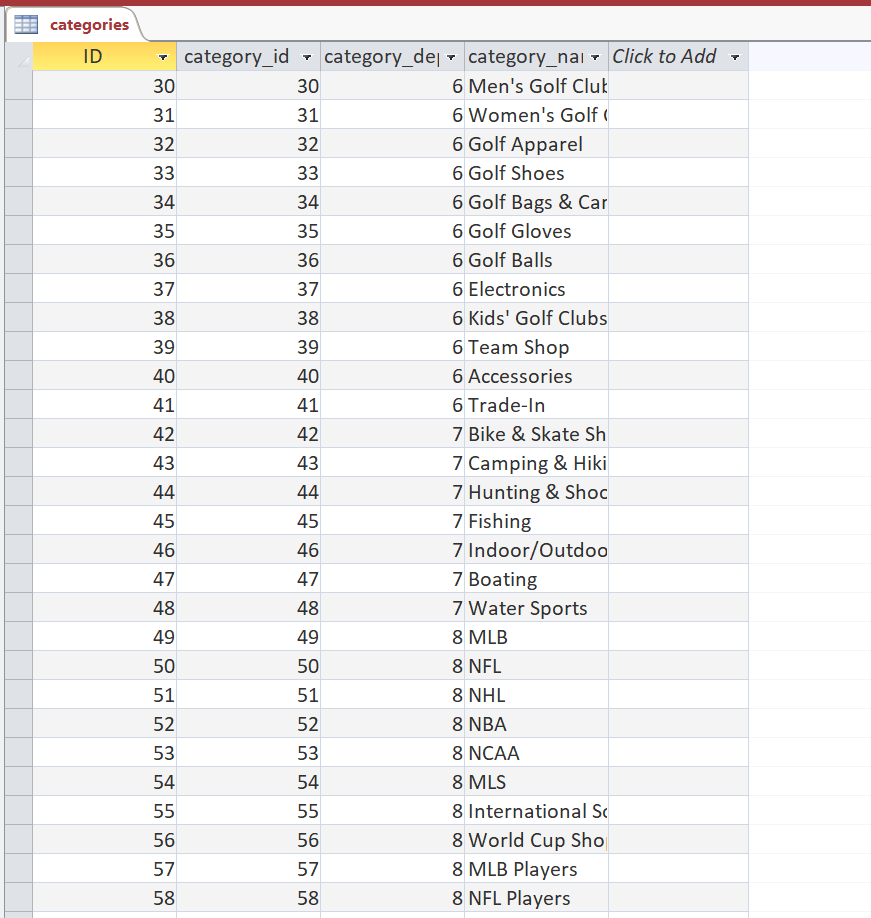 categories
ID category_id category_de category_na Click to Add
30 30 6 Men's Golf Club
31 31 6 Women's Golf
32 32 6 Golf Apparel
33 33 6 Golf Shoes
34 34 6 Golf Bags & Car
35 35 6 Golf Gloves
36 36 6 Golf Balls
37 37 6 Electronics
38 38 6 Kids' Golf Clubs
39 39 6 Team Shop
40 40 6 Accessories
41 41 6 Trade-In
42 42 7 Bike & Skate Sh
43 43 7 Camping & Hiki
44 44 7 Hunting & Shoo
45 45 7 Fishing
46 46 7 Indoor/Outdoo
47 47 7 Boating
48 48 7 Water Sports
49 49 8 MLB
50 50 8 NFL
51 51 8 NHL
52 52 8 NBA
53 53 8 NCAA
54 54 8 MLS
55 55 8 International So
56 56 8 World Cup Sho
57 57 8 MLB Players
58 58 8 NFL Players